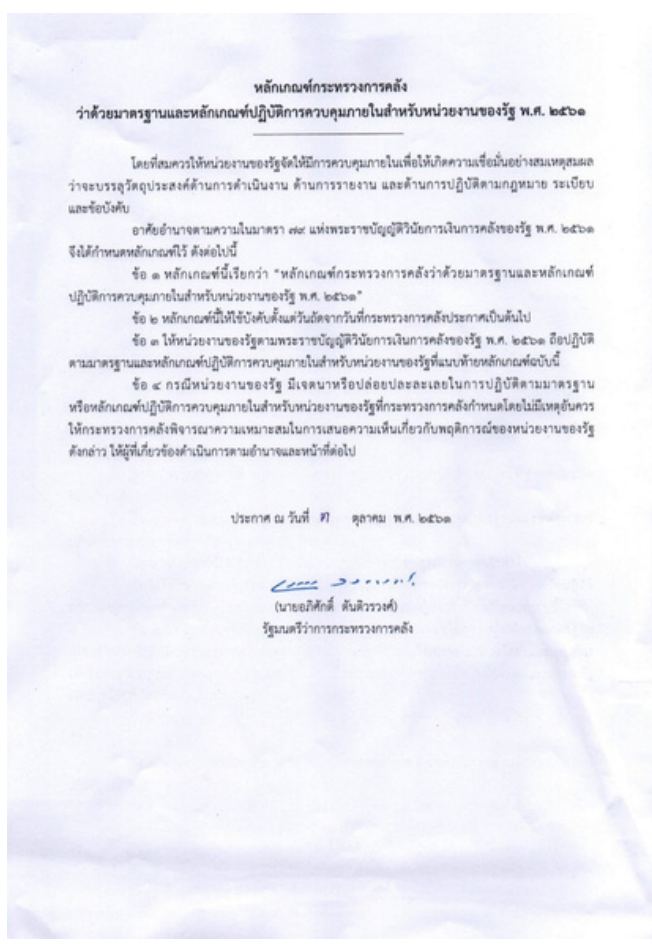 หลักเกณฑ์กระทรวงการคลัง
ว่าด้วยมาตรฐานและหลักเกณฑ์ปฏิบัติการควบคุมภายในสำหรับหน่วยงานของรัฐ พ.ศ. ๒๕๖๑
โดยที่สมควรให้หน่วยงานของรัฐจัดให้มีการควบคุมภายในเพื่อให้เกิดความเชื่อมั่นอย่างสมเหตุสมผล
ว่าจะบรรลุวัตถุประสงค์ด้านการดำเนินงาน ด้านการรายงาน และด้านการปฏิบัติตามกฎหมาย ระเบียบ
และข้อบังคับ
อาศัยอำนาจตามความในมาตรา ๗๙ แห่งพระราชบัญญัติวินัยการเงินการคลังของรัฐ พ.ศ. ๒๕๖๑
จึงได้กำหนดหลักเกณฑ์ไว้ ดังต่อไปนี้
ข้อ ๑ หลักเกณฑ์นี้เรียกว่า "หลักเกณฑ์กระทรวงการคลังว่าด้วยมาตรฐานและหลักเกณฑ์
ปฏิบัติการควบคุมภายในสำหรับหน่วยงานของรัฐ พ.ศ. ๒๕๖๑"
ข้อ ๒ หลักเกณฑ์นี้ให้ใช้บังคับตั้งแต่วันถัดจากวันที่กระทรวงการคลังประกาศเป็นต้นไป
ข้อ ๓ ให้หน่วยงานของรัฐตามพระราชบัญญัติวินัยการเงินการคลังของรัฐ พ.ศ. ๒๕๖๑ ถือปฏิบัติ
ตามมาตรฐานและหลักเกณฑ์ปฏิบัติการควบคุมภายในสำหรับหน่วยงานของรัฐที่แนบท้ายหลักเกณฑ์ฉบับนี้
ข้อ ๔ กรณีหน่วยงานของรัฐ มีเจตนาหรือปล่อยปละละเลยในการปฏิบัติตามมาตรฐาน
หรือหลักเกณฑ์ปฏิบัติการควบคุมภายในสำหรับหน่วยงานของรัฐที่กระทรวงการคลังกำหนดโดยไม่มีเหตุอันควร
ให้กระทรวงการคลังพิจารณาความเหมาะสมในการเสนอความเห็นเกี่ยวกับพฤติการณ์ของหน่วยงานของรัฐ
ดังกล่าว ให้ผู้ที่เกี่ยวข้องดำเนินการตามอำนาจและหน้าที่ต่อไป
ประกาศ ณ วันที่ ๓ ตุลาคม พ.ศ. ๒๕๖๑
(นายอภิศักดิ์ ตันติวรวงศ์)
รัฐมนตรีว่าการกระทรวงการคลัง